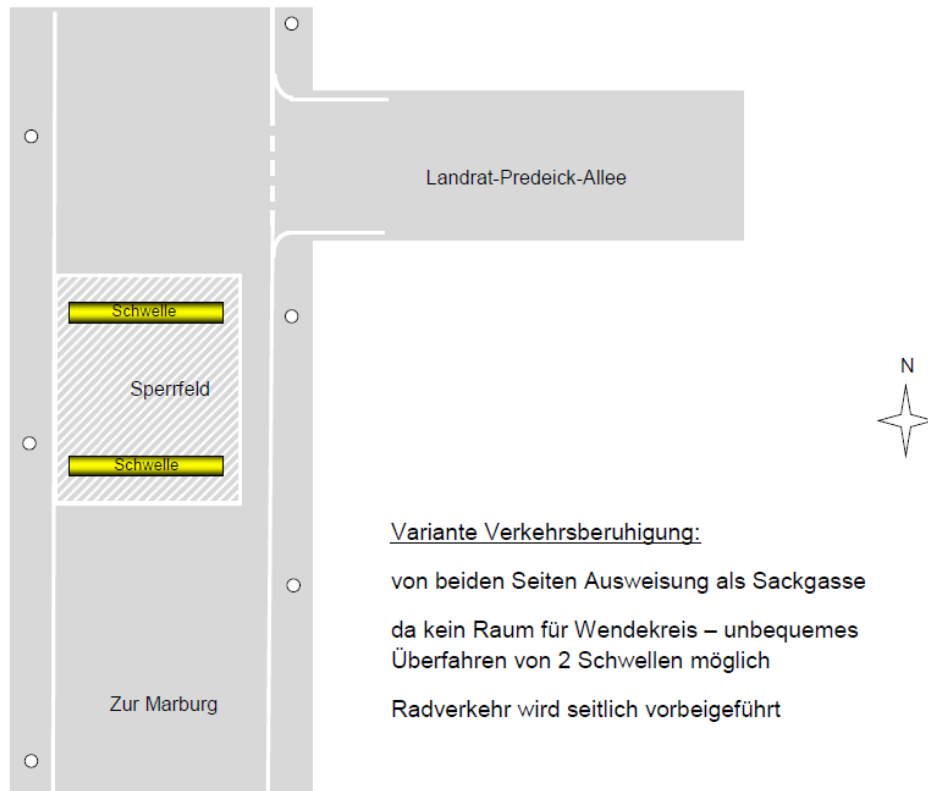 Landrat-Predeick-Allee
Schwelle
Sperrfeld
Schwelle
Zur Marburg
N
Variante Verkehrsberuhigung:
von beiden Seiten Ausweisung als Sackgasse
da kein Raum für Wendekreis – unbequemes
Überfahren von 2 Schwellen möglich
Radverkehr wird seitlich vorbeigeführt